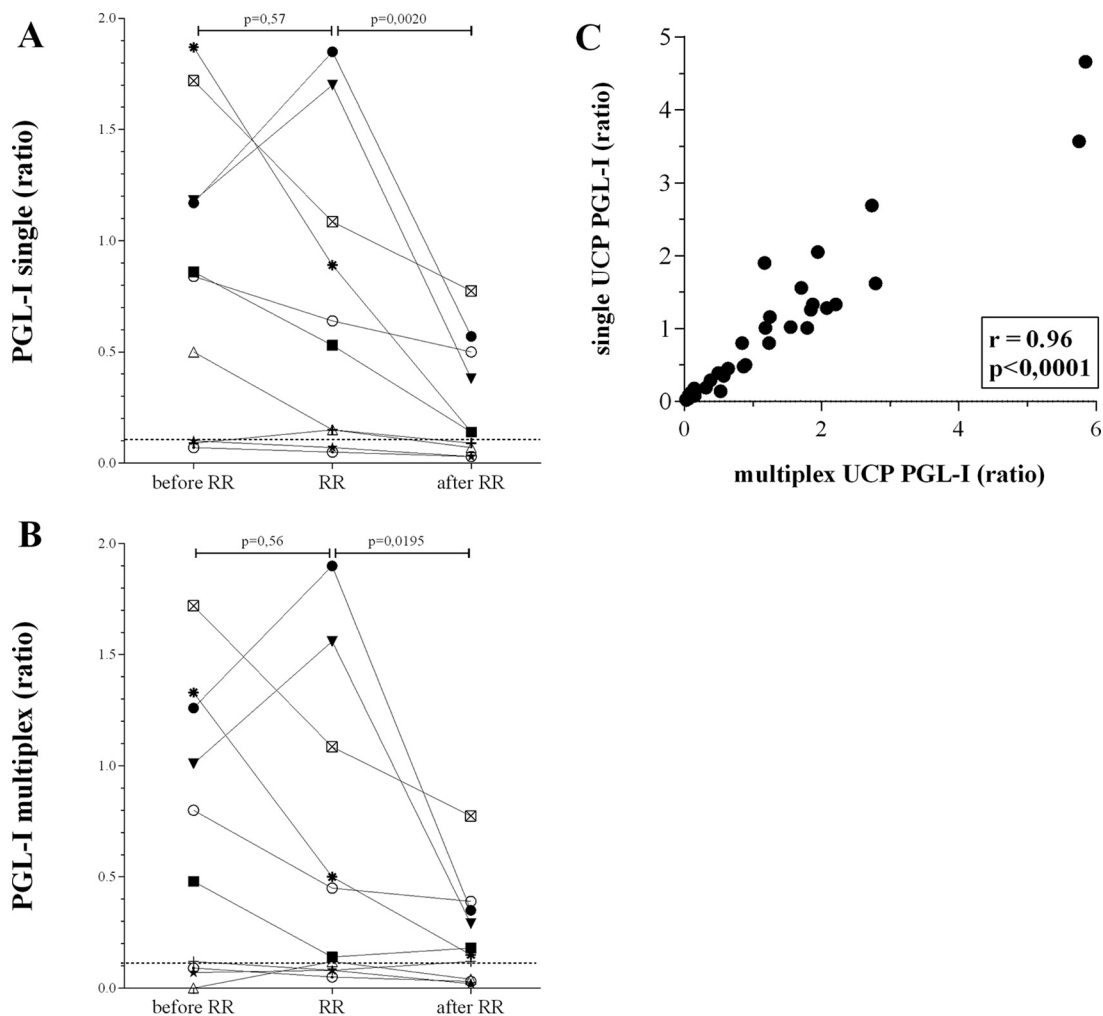 A
p=0,57
p=0,0020
PGL-I single (ratio)
2.0
1.5
1.0
0.5
0.0
before RR
RR
after RR
B
p=0,56
p=0,0195
PGL-I multiplex (ratio)
2.0
1.5
1.0
0.5
0.0
before RR
RR
after RR
C
single UCP PGL-I (ratio)
5
4
3
2
1
0
r = 0.96
p<0,0001
0
2
4
6
multiplex UCP PGL-I (ratio)